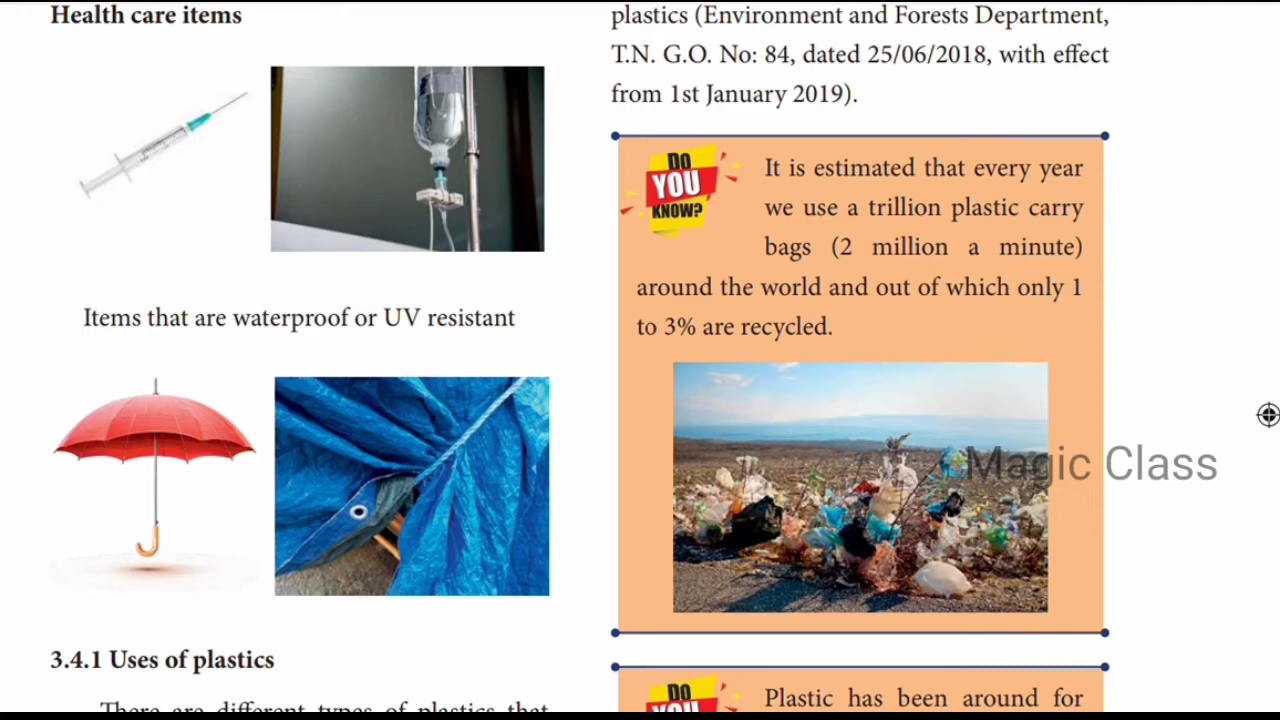 Health care items
Items that are waterproof or UV resistant
3.4.1 Uses of plastics
There are different types of plastics that
plastics (Environment and Forests Department,
T.N. G.O. No: 84, dated 25/06/2018, with effect
from 1st January 2019).
DO
YOU
KNOW?
It is estimated that every year
we use a trillion plastic carry
bags (2 million a minute)
around the world and out of which only 1
to 3% are recycled.
Magic Class
DO
YOU
Plastic has been around for